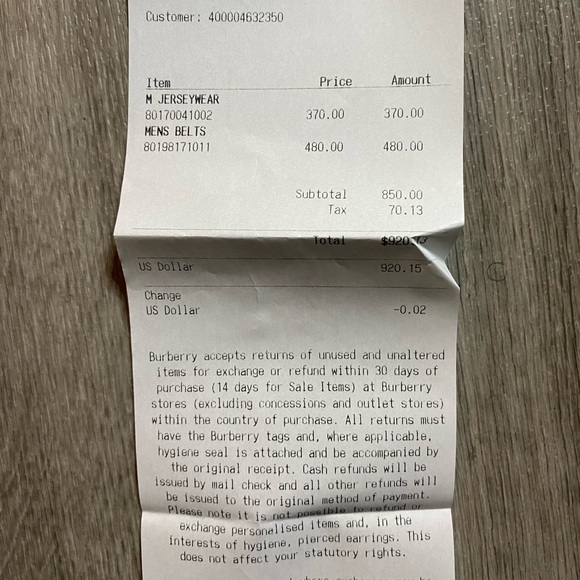 Customer: 400004632350
Item Price Amount
M JERSEYWEAR
80170041002 370.00 370.00
MENS BELTS
80198171011 480.00 480.00
Subtotal 850.00
Tax 70.13
Total $920.13
US Dollar 920.15
Change
US Dollar -0.02
Burberry accepts returns of unused and unaltered
items for exchange or refund within 30 days of
purchase (14 days for Sale Items) at Burberry
stores (excluding concessions and outlet stores)
within the country of purchase. All returns must
have the Burberry tags and, where applicable,
hygiene seal is attached and be accompanied by
the original receipt. Cash refunds will be
issued by mail check and all other refunds will
be issued to the original method of payment.
Please note it is not possible to refund or
exchange personalised items and, in the
interests of hygiene, pierced earrings. This
does not affect your statutory rights.